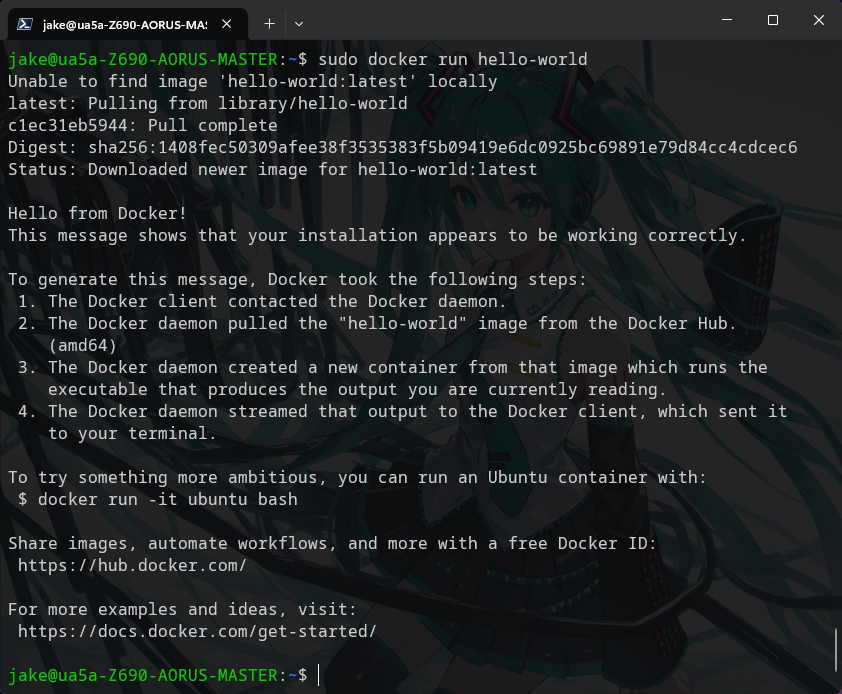 jake@ua5a-Z690-AORUS-MAS
jake@ua5a-Z690-AORUS-MASTER:~$ sudo docker run hello-world
Unable to find image 'hello-world:latest' locally
latest: Pulling from library/hello-world
c1ec31eb5944: Pull complete
Digest: sha256:1408fec50309afee38f3535383f5b09419e6dc0925bc69891e79d84cc4cdcec6
Status: Downloaded newer image for hello-world:latest

Hello from Docker!
This message shows that your installation appears to be working correctly.

To generate this message, Docker took the following steps:
 1. The Docker client contacted the Docker daemon.
 2. The Docker daemon pulled the "hello-world" image from the Docker Hub.
    (amd64)
 3. The Docker daemon created a new container from that image which runs the
    executable that produces the output you are currently reading.
 4. The Docker daemon streamed that output to the Docker client, which sent it
    to your terminal.

To try something more ambitious, you can run an Ubuntu container with:
 $ docker run -it ubuntu bash

Share images, automate workflows, and more with a free Docker ID:
 https://hub.docker.com/

For more examples and ideas, visit:
 https://docs.docker.com/get-started/

jake@ua5a-Z690-AORUS-MASTER:~$